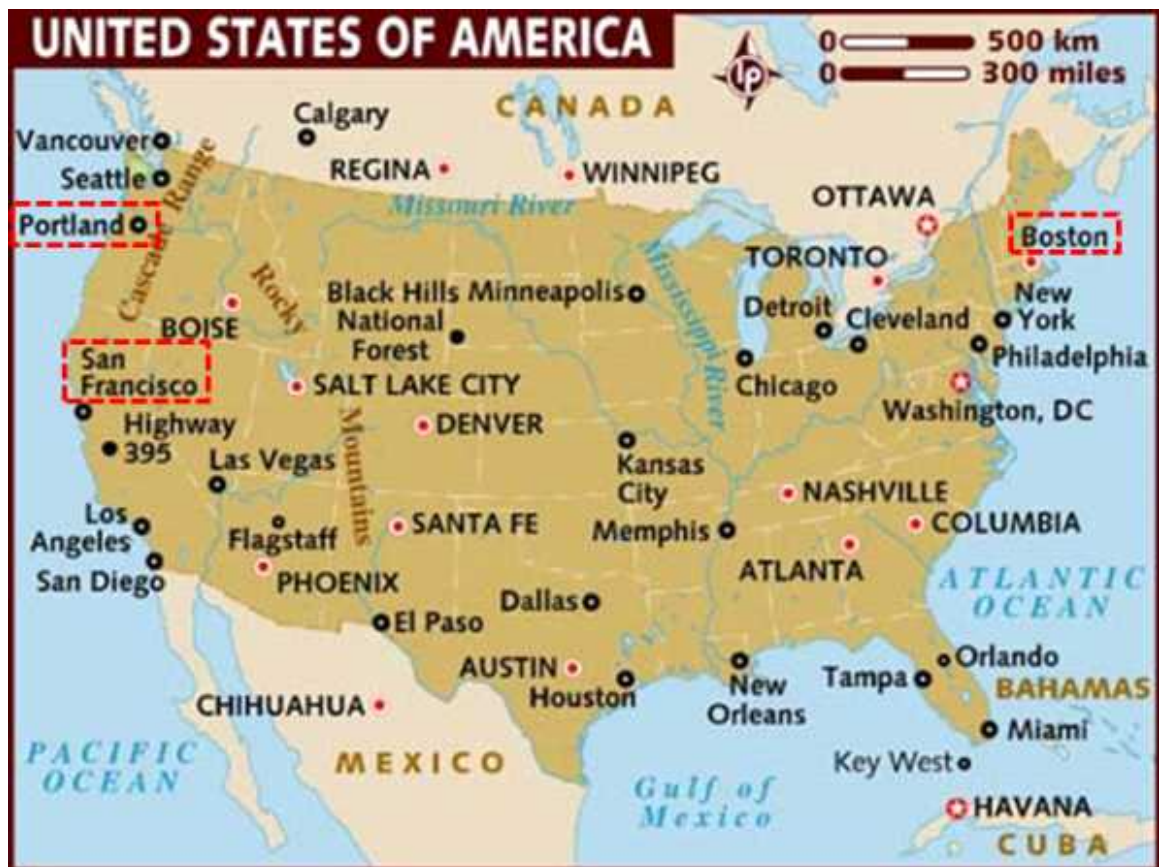 UNITED STATES OF AMERICA
0 500 km
0 300 miles
lp
CANADA
Calgary
Vancouver
REGINA
WINNIPEG
Seattle
Cascade Range
Missouri River
OTTAWA
Portland
Boston
TORONTO
Mississippi River
Rocky
Mountains
Black Hills
National
Forest
Minneapolis
Detroit
Cleveland
New
York
BOISE
Philadelphia
San
Francisco
SALT LAKE CITY
Chicago
Washington, DC
Highway
395
DENVER
Las Vegas
Kansas
City
NASHVILLE
Los
Angeles
Flagstaff
SANTA FE
Memphis
COLUMBIA
San Diego
PHOENIX
ATLANTA
ATLANTIC
OCEAN
Dallas
El Paso
AUSTIN
Houston
New
Orleans
Tampa
Orlando
BAHAMAS
CHIHUAHUA
Miami
PACIFIC
OCEAN
MEXICO
Gulf of
Mexico
Key West
HAVANA
CUBA